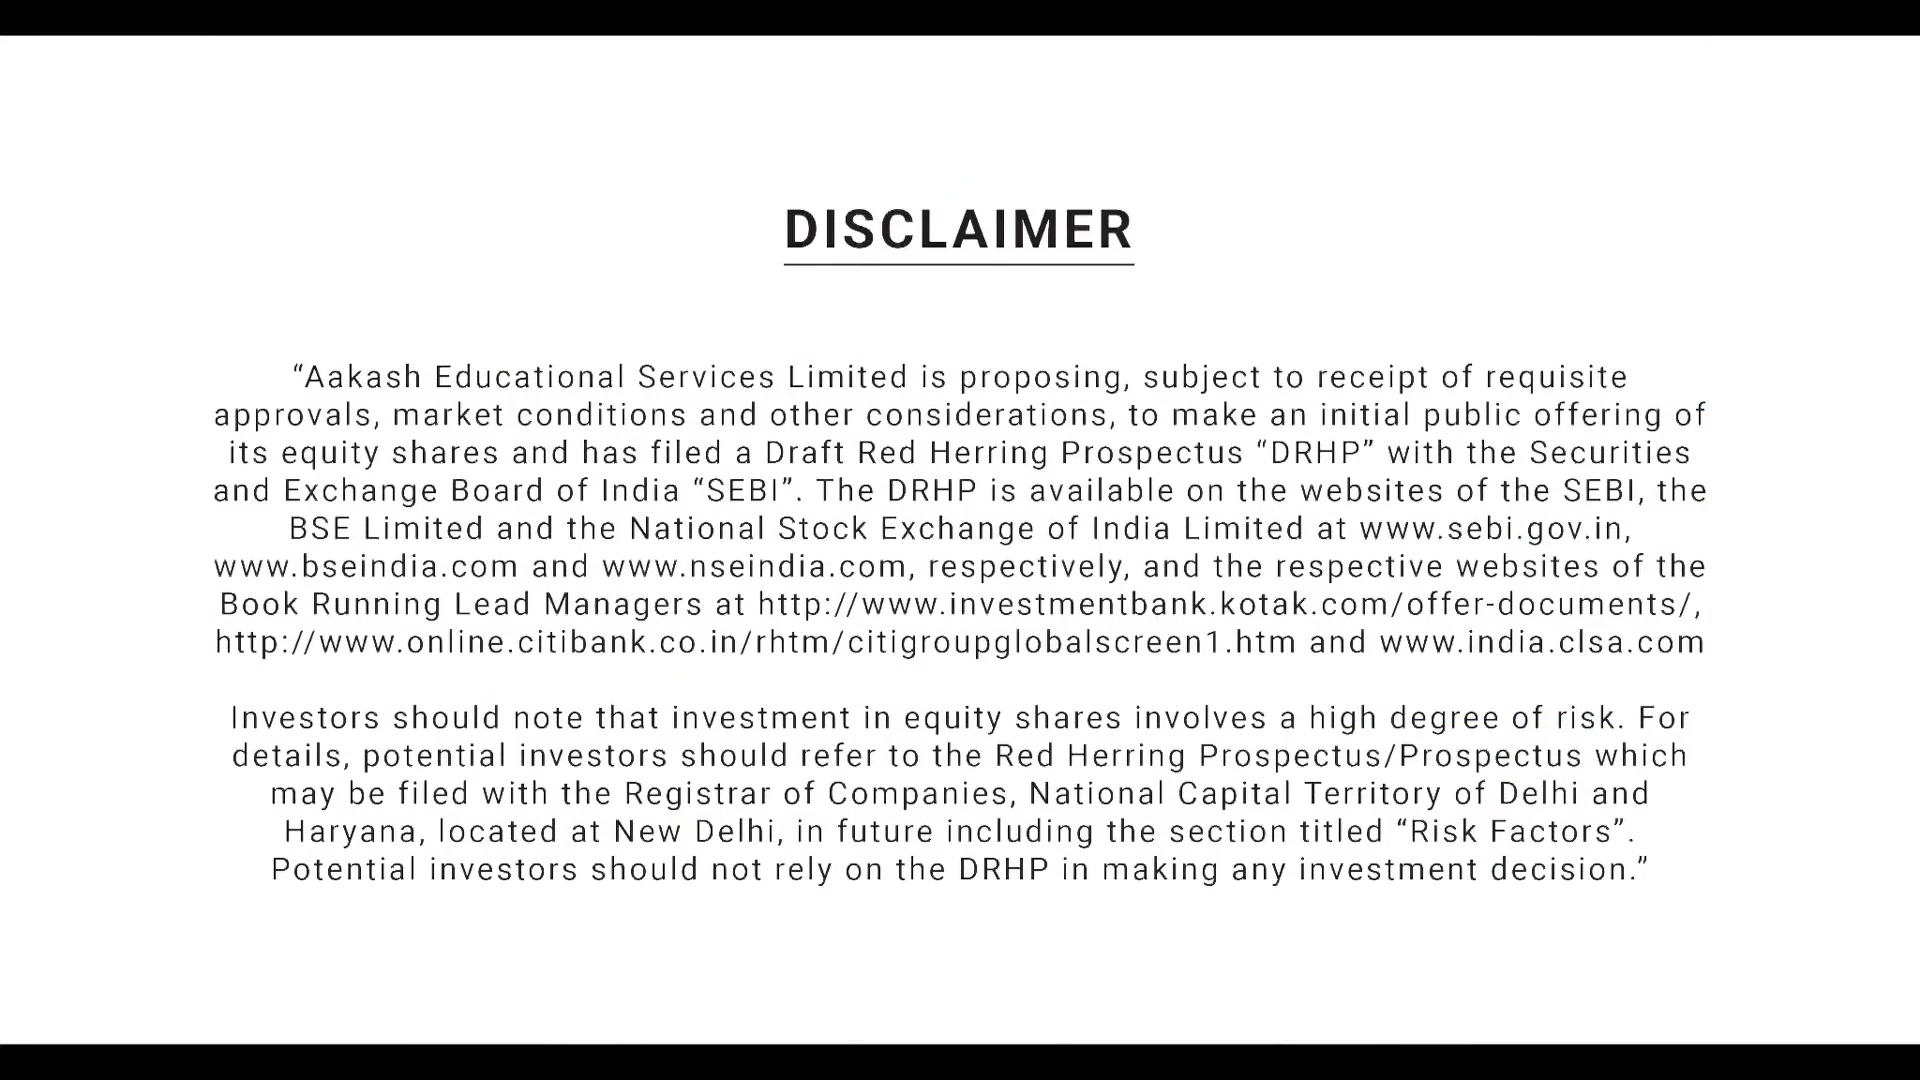 DISCLAIMER
“Aakash Educational Services Limited is proposing, subject to receipt of requisite
approvals, market conditions and other considerations, to make an initial public offering of
its equity shares and has filed a Draft Red Herring Prospectus “DRHP” with the Securities
and Exchange Board of India “SEBI”. The DRHP is available on the websites of the SEBI, the
BSE Limited and the National Stock Exchange of India Limited at www.sebi.gov.in,
www.bseindia.com and www.nseindia.com, respectively, and the respective websites of the
Book Running Lead Managers at http://www.investmentbank.kotak.com/offer-documents/,
http://www.online.citibank.co.in/rhtm/citigroupglobalscreen1.htm and www.india.clsa.com
Investors should note that investment in equity shares involves a high degree of risk. For
details, potential investors should refer to the Red Herring Prospectus/Prospectus which
may be filed with the Registrar of Companies, National Capital Territory of Delhi and
Haryana, located at New Delhi, in future including the section titled “Risk Factors”.
Potential investors should not rely on the DRHP in making any investment decision.”